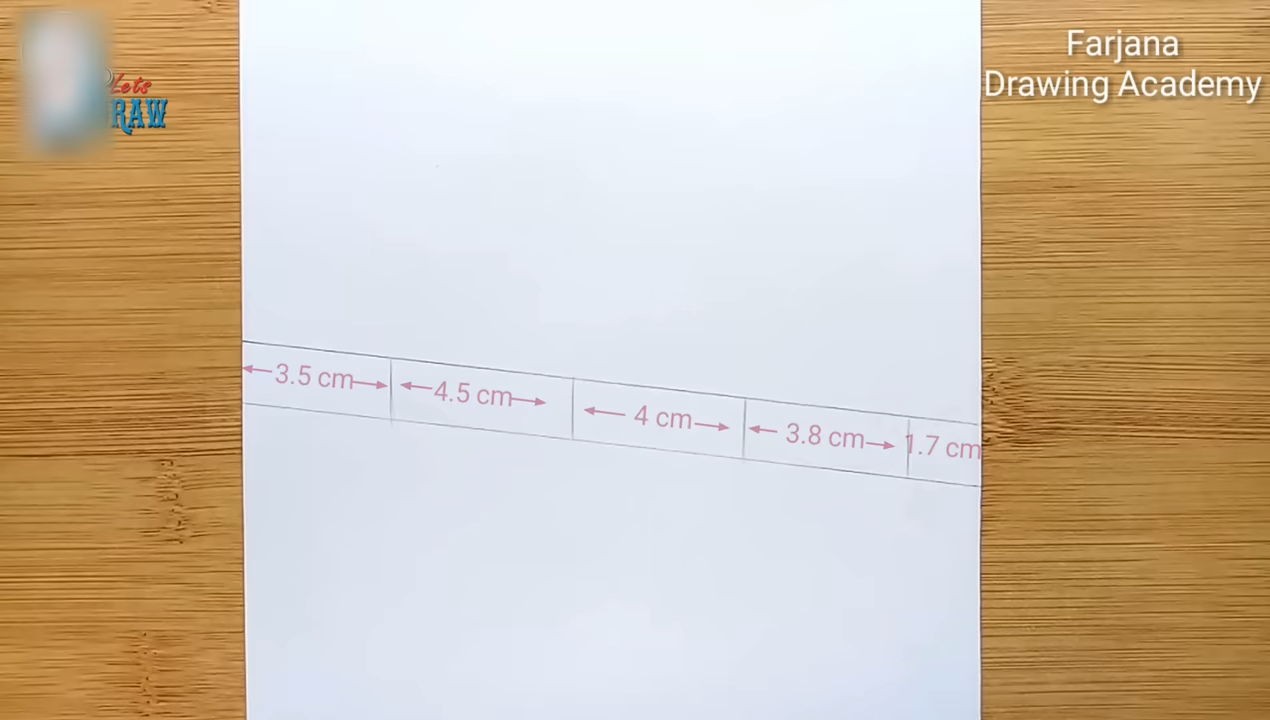 Lets
RAW
Farjana
Drawing Academy
3.5 cm
4.5 cm
4 cm
3.8 cm
1.7 cm